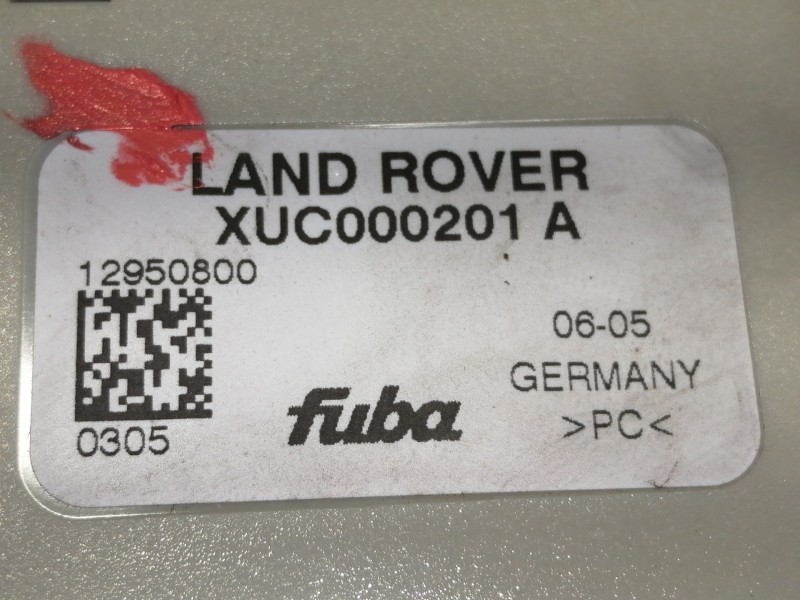 LAND ROVER
XUC000201 A
12950800
0305
fuba
06-05
GERMANY
>PC<